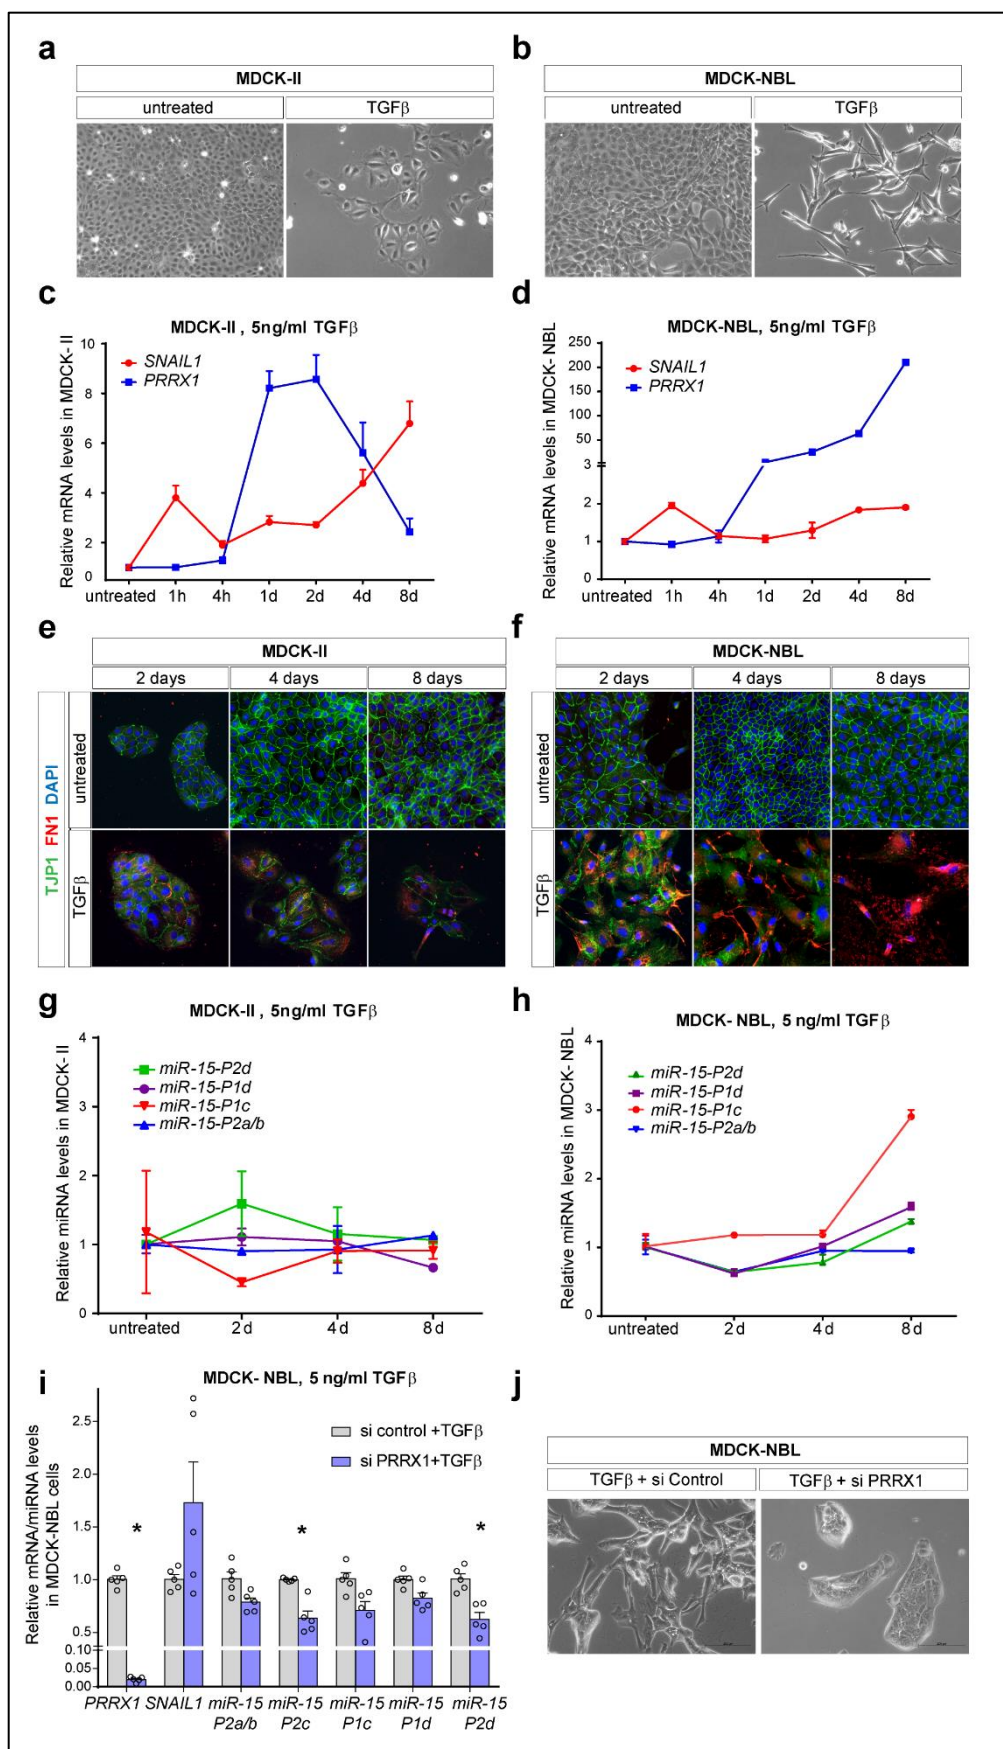 a
MDCK-II
untreated
TGFβ
b
MDCK-NBL
untreated
TGFβ
c
MDCK-II , 5ng/ml TGFβ
Relative mRNA levels in MDCK- II
10
8
6
4
2
0
SNAIL1
PRRX1
untreated 1h 4h 1d 2d 4d 8d
d
MDCK-NBL, 5ng/ml TGFβ
Relative mRNA levels in MDCK- NBL
250
200
150
100
50
3
2
1
0
SNAIL1
PRRX1
untreated 1h 4h 1d 2d 4d 8d
e
MDCK-II
2 days 4 days 8 days
TJP1 FN1 DAPI
untreated
TGFβ
f
MDCK-NBL
2 days 4 days 8 days
untreated
TGFβ
g
MDCK-II , 5ng/ml TGFβ
Relative miRNA levels in MDCK- II
4
3
2
1
0
miR-15-P2d
miR-15-P1d
miR-15-P1c
miR-15-P2a/b
untreated 2d 4d 8d
h
MDCK- NBL, 5 ng/ml TGFβ
Relative miRNA levels in MDCK- NBL
4
3
2
1
0
miR-15-P2d
miR-15-P1d
miR-15-P1c
miR-15-P2a/b
untreated 2d 4d 8d
i
MDCK- NBL, 5 ng/ml TGFβ
Relative mRNA/miRNA levels
in MDCK-NBL cells
2.5
2.0
1.5
1.0
0.5
0.10
0.05
0.00
si control +TGFβ
si PRRX1+TGFβ
*
*
*
PRRX1 SNAIL1 miR-15 miR-15 miR-15 miR-15 miR-15
P2a/b P2c P1c P1d P2d
j
MDCK-NBL
TGFβ + si Control
TGFβ + si PRRX1